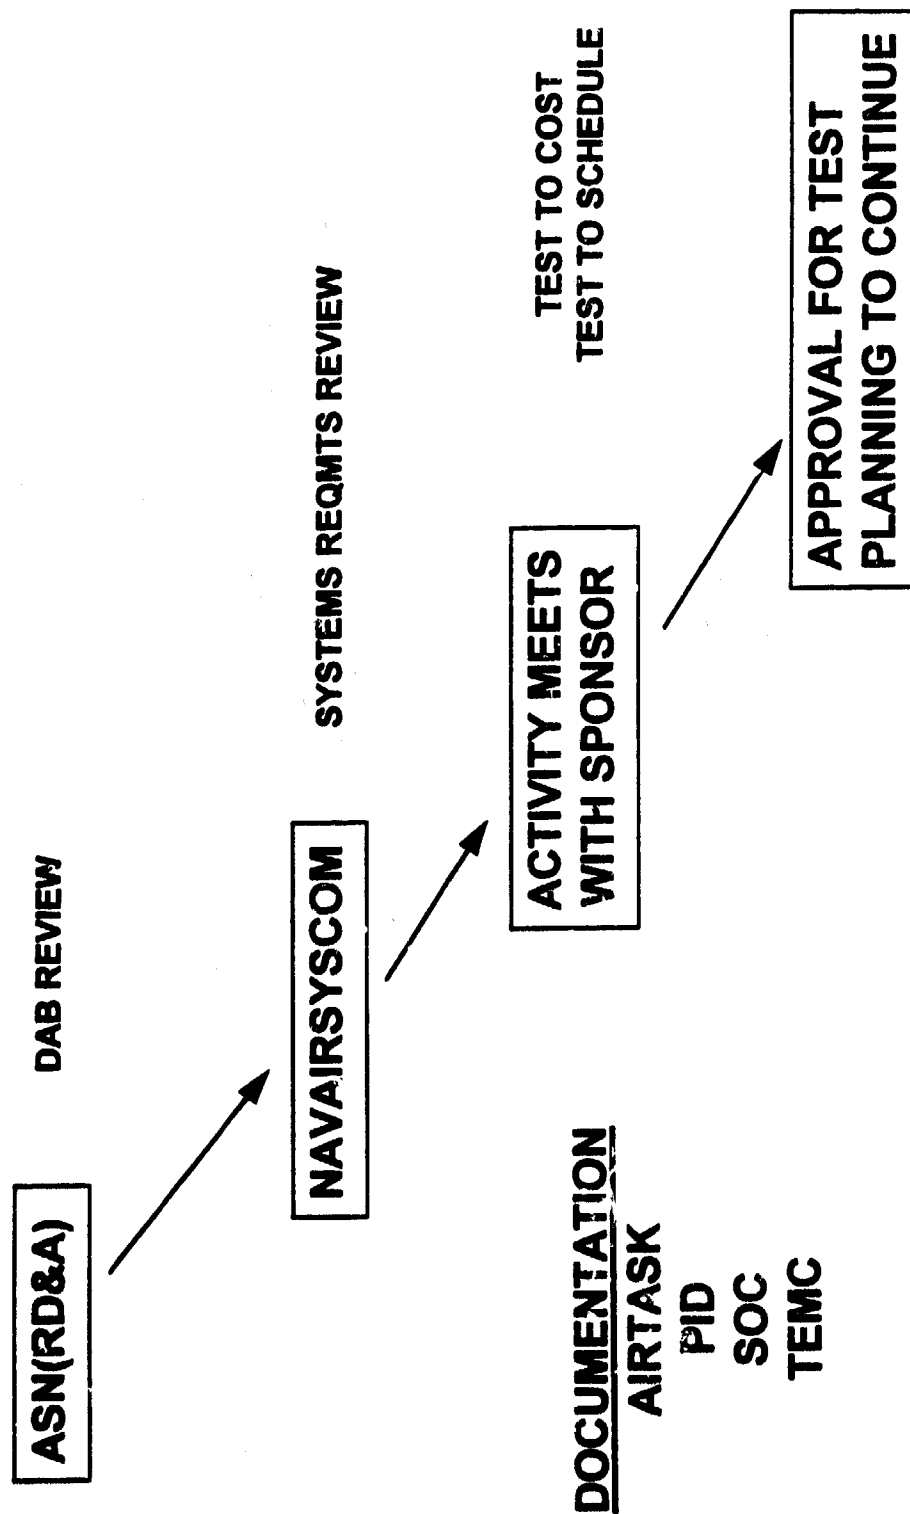 ASN(RD&A)
DAB REVIEW
NAVAIRSYSCOM
SYSTEMS REQMTS REVIEW
ACTIVITY MEETS
WITH SPONSOR
TEST TO COST
TEST TO SCHEDULE
DOCUMENTATION
AIRTASK
PID
SOC
TEMC
APPROVAL FOR TEST
PLANNING TO CONTINUE